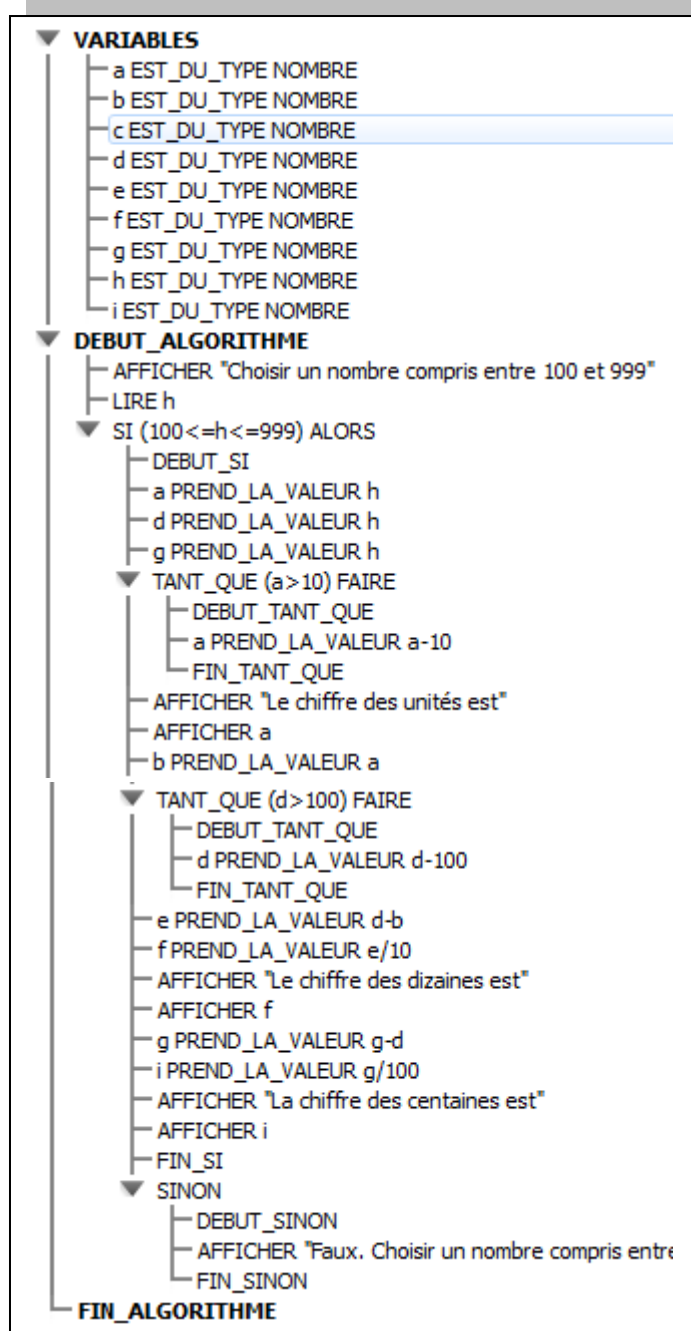 VARIABLES
a EST_DU_TYPE NOMBRE
b EST_DU_TYPE NOMBRE
c EST_DU_TYPE NOMBRE
d EST_DU_TYPE NOMBRE
e EST_DU_TYPE NOMBRE
f EST_DU_TYPE NOMBRE
g EST_DU_TYPE NOMBRE
h EST_DU_TYPE NOMBRE
i EST_DU_TYPE NOMBRE
DEBUT_ALGORITHME
AFFICHER "Choisir un nombre compris entre 100 et 999"
LIRE h
SI (100<=h<=999) ALORS
DEBUT_SI
a PREND_LA_VALEUR h
d PREND_LA_VALEUR h
g PREND_LA_VALEUR h
TANT_QUE (a>10) FAIRE
DEBUT_TANT_QUE
a PREND_LA_VALEUR a-10
FIN_TANT_QUE
AFFICHER "Le chiffre des unités est"
AFFICHER a
b PREND_LA_VALEUR a
TANT_QUE (d>100) FAIRE
DEBUT_TANT_QUE
d PREND_LA_VALEUR d-100
FIN_TANT_QUE
e PREND_LA_VALEUR d-b
f PREND_LA_VALEUR e/10
AFFICHER "Le chiffre des dizaines est"
AFFICHER f
g PREND_LA_VALEUR g-d
i PREND_LA_VALEUR g/100
AFFICHER "La chiffre des centaines est"
AFFICHER i
FIN_SI
SINON
DEBUT_SINON
AFFICHER "Faux. Choisir un nombre compris entre
FIN_SINON
FIN_ALGORITHME